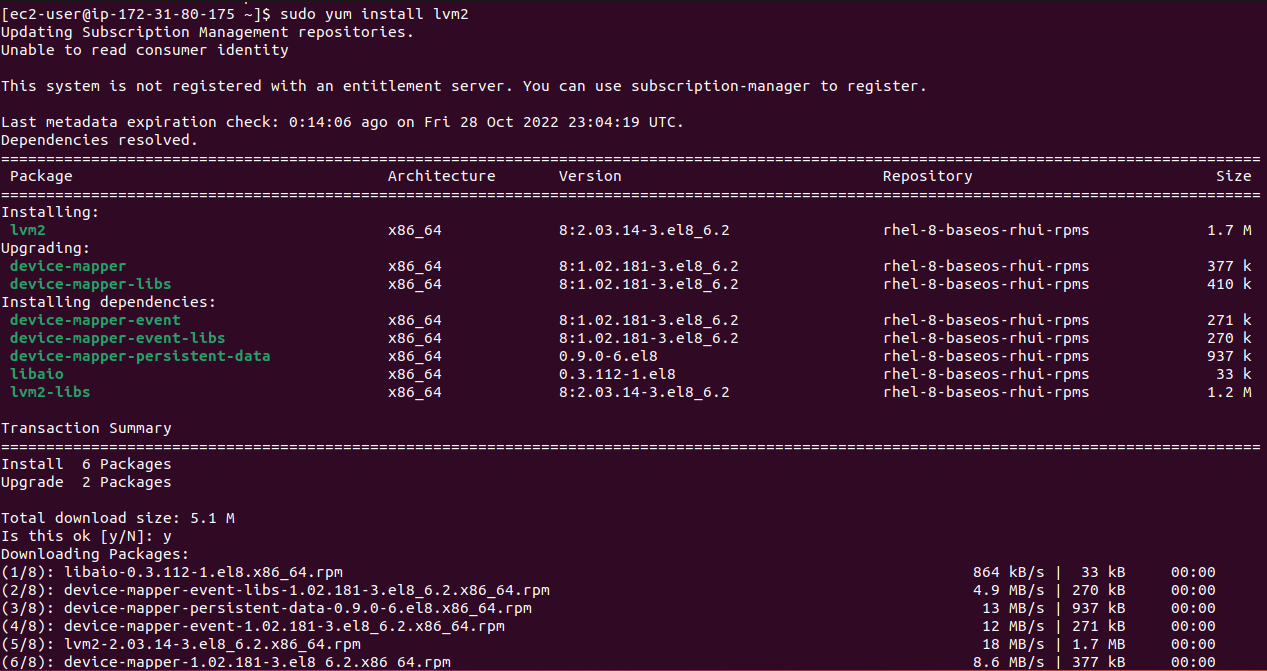 [ec2-user@ip-172-31-80-175 ~]$ sudo yum install lvm2
Updating Subscription Management repositories.
Unable to read consumer identity
This system is not registered with an entitlement server. You can use subscription-manager to register.
Last metadata expiration check: 0:14:06 ago on Fri 28 Oct 2022 23:04:19 UTC.
Dependencies resolved.
================================================================================
Package Architecture Version Repository Size
================================================================================
Installing:
lvm2 x86_64 8:2.03.14-3.el8_6.2 rhel-8-baseos-rhui-rpms 1.7 M
Upgrading:
device-mapper x86_64 8:1.02.181-3.el8_6.2 rhel-8-baseos-rhui-rpms 377 k
device-mapper-libs x86_64 8:1.02.181-3.el8_6.2 rhel-8-baseos-rhui-rpms 410 k
Installing dependencies:
device-mapper-event x86_64 8:1.02.181-3.el8_6.2 rhel-8-baseos-rhui-rpms 271 k
device-mapper-event-libs x86_64 8:1.02.181-3.el8_6.2 rhel-8-baseos-rhui-rpms 270 k
device-mapper-persistent-data x86_64 0.9.0-6.el8 rhel-8-baseos-rhui-rpms 937 k
libaio x86_64 0.3.112-1.el8 rhel-8-baseos-rhui-rpms 33 k
lvm2-libs x86_64 8:2.03.14-3.el8_6.2 rhel-8-baseos-rhui-rpms 1.2 M
Transaction Summary
================================================================================
Install 6 Packages
Upgrade 2 Packages
Total download size: 5.1 M
Is this ok [y/N]: y
Downloading Packages:
(1/8): libaio-0.3.112-1.el8.x86_64.rpm 864 kB/s | 33 kB 00:00
(2/8): device-mapper-event-libs-1.02.181-3.el8_6.2.x86_64.rpm 4.9 MB/s | 270 kB 00:00
(3/8): device-mapper-persistent-data-0.9.0-6.el8.x86_64.rpm 13 MB/s | 937 kB 00:00
(4/8): device-mapper-event-1.02.181-3.el8_6.2.x86_64.rpm 12 MB/s | 271 kB 00:00
(5/8): lvm2-2.03.14-3.el8_6.2.x86_64.rpm 18 MB/s | 1.7 MB 00:00
(6/8): device-mapper-1.02.181-3.el8_6.2.x86_64.rpm 8.6 MB/s | 377 kB 00:00